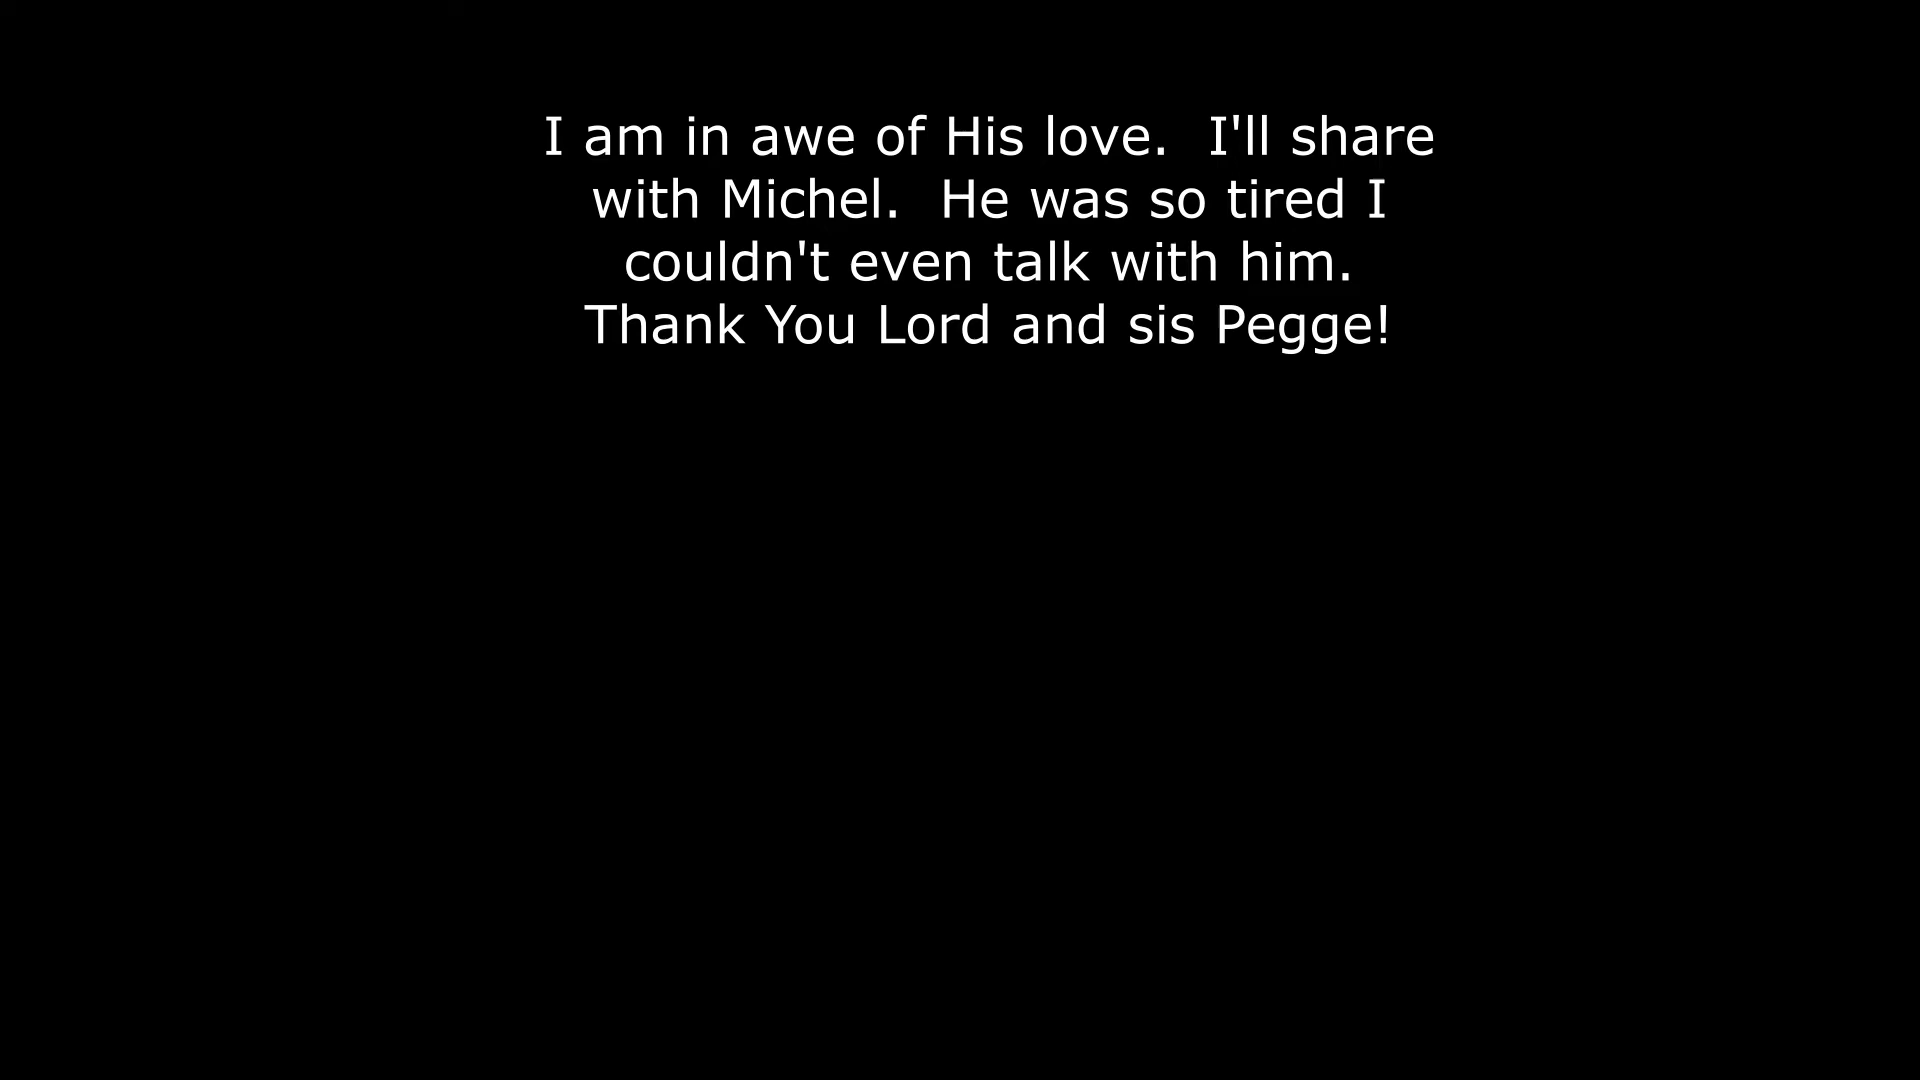 I am in awe of His love.  I'll share
with Michel.  He was so tired I
couldn't even talk with him.
Thank You Lord and sis Pegge!